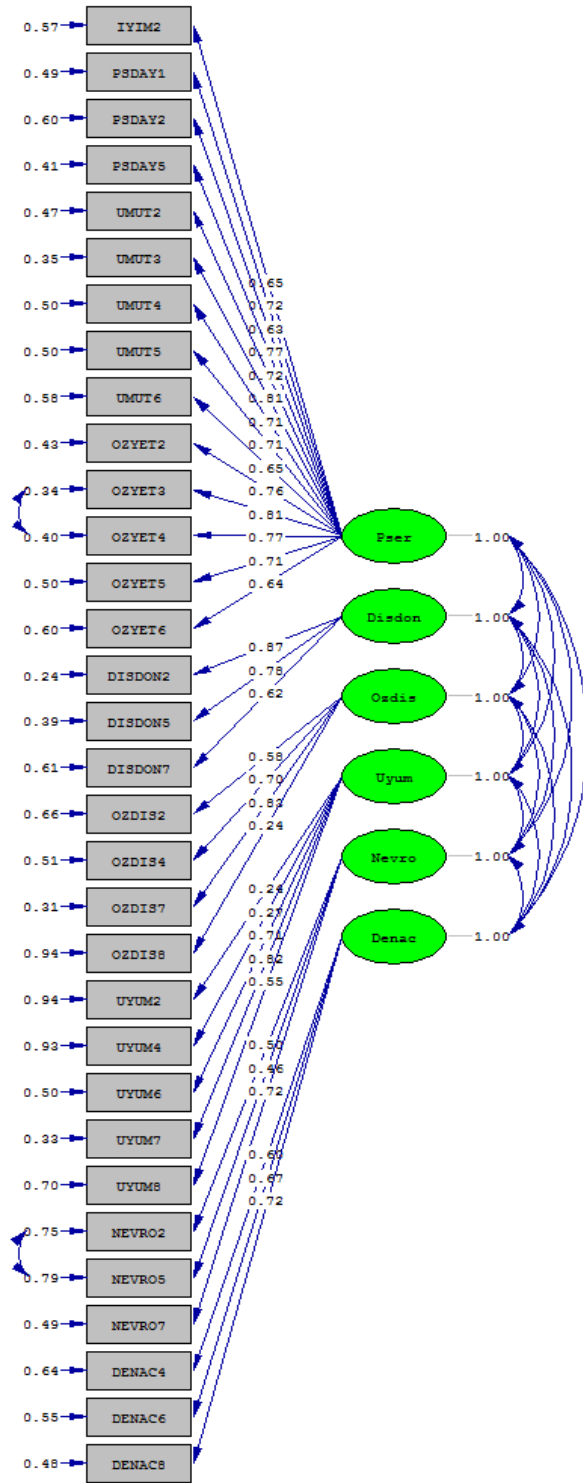 0.57 IYIM2
0.49 PSDAY1
0.60 PSDAY2
0.41 PSDAY5
0.47 UMUT2
0.35 UMUT3
0.50 UMUT4
0.50 UMUT5
0.58 UMUT6
0.43 OZYET2
0.34 OZYET3
0.40 OZYET4
0.50 OZYET5
0.60 OZYET6
0.24 DISDON2
0.39 DISDON5
0.61 DISDON7
0.66 OZDIS2
0.51 OZDIS4
0.31 OZDIS7
0.94 OZDIS8
0.94 UYUM2
0.93 UYUM4
0.50 UYUM6
0.33 UYUM7
0.70 UYUM8
0.75 NEVRO2
0.79 NEVRO5
0.49 NEVRO7
0.64 DENAC4
0.55 DENAC6
0.48 DENAC8
0.65
0.72
0.63
0.77
0.72
0.81
0.71
0.71
0.65
0.76
0.81
0.77
0.71
0.64
0.87
0.78
0.62
0.58
0.70
0.83
0.24
0.24
0.27
0.71
0.82
0.55
0.50
0.46
0.72
0.60
0.67
0.72
Pser 1.00
Disdon 1.00
Ozdis 1.00
Uyum 1.00
Nevro 1.00
Denac 1.00